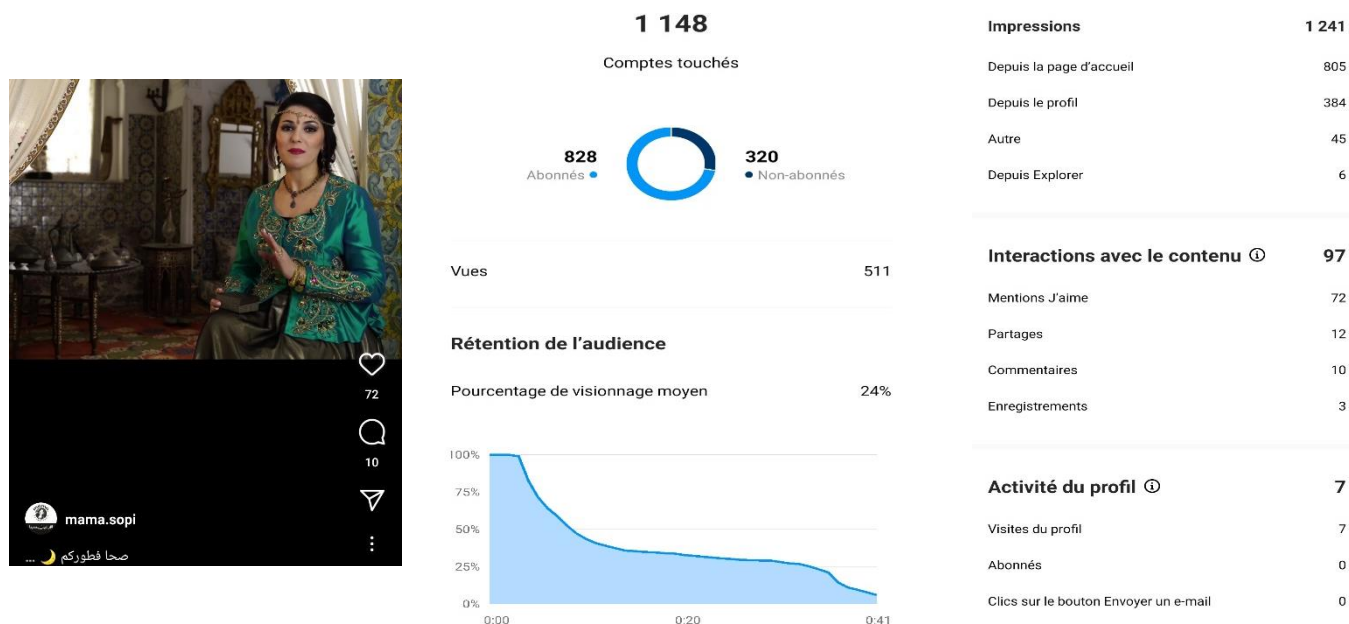 72
10
mama.sopi
صحا فطوركم 🌙 ...
1 148
Comptes touchés
828
Abonnés
320
Non-abonnés
Vues 511
Rétention de l'audience
Pourcentage de visionnage moyen 24%
100%
75%
50%
25%
0%
0:00 0:20 0:41
Impressions 1 241
Depuis la page d'accueil 805
Depuis le profil 384
Autre 45
Depuis Explorer 6
Interactions avec le contenu 97
Mentions J'aime 72
Partages 12
Commentaires 10
Enregistrements 3
Activité du profil 7
Visites du profil 7
Abonnés 0
Clics sur le bouton Envoyer un e-mail 0